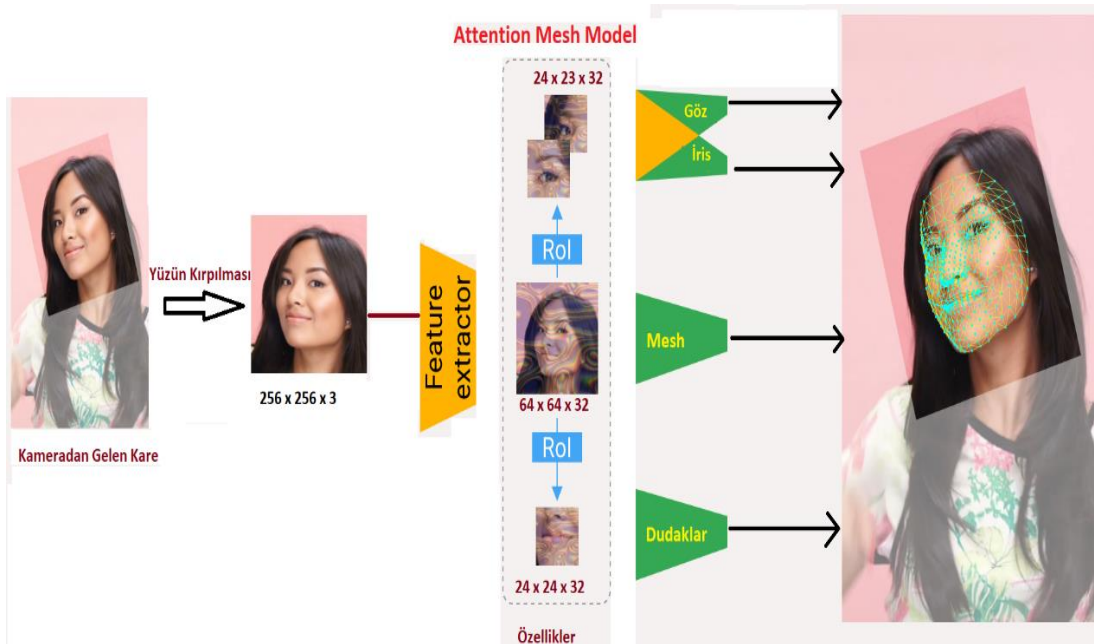 Attention Mesh Model
24 x 23 x 32
Göz
İris
RoI
Yüzün Kırpılması
Feature
extractor
Mesh
256 x 256 x 3
64 x 64 x 32
RoI
Kameradan Gelen Kare
Dudaklar
24 x 24 x 32
Özellikler